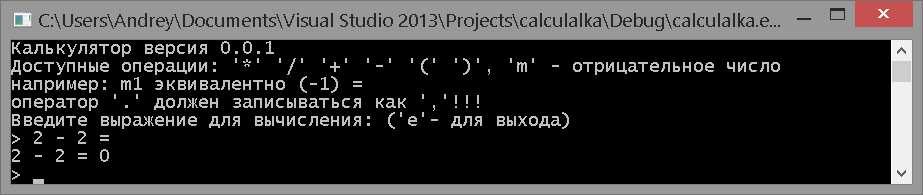 C:\Users\Andrey\Documents\Visual Studio 2013\Projects\calculalka\Debug\calculalka.e...
Калькулятор версия 0.0.1
Доступные операции: '*' '/' '+' '-' '(' ')', 'm' - отрицательное число
например: m1 эквивалентно (-1) =
оператор '.' должен записываться как ','!!!
Введите выражение для вычисления: ('e'- для выхода)
> 2 - 2 =
2 - 2 = 0
> _